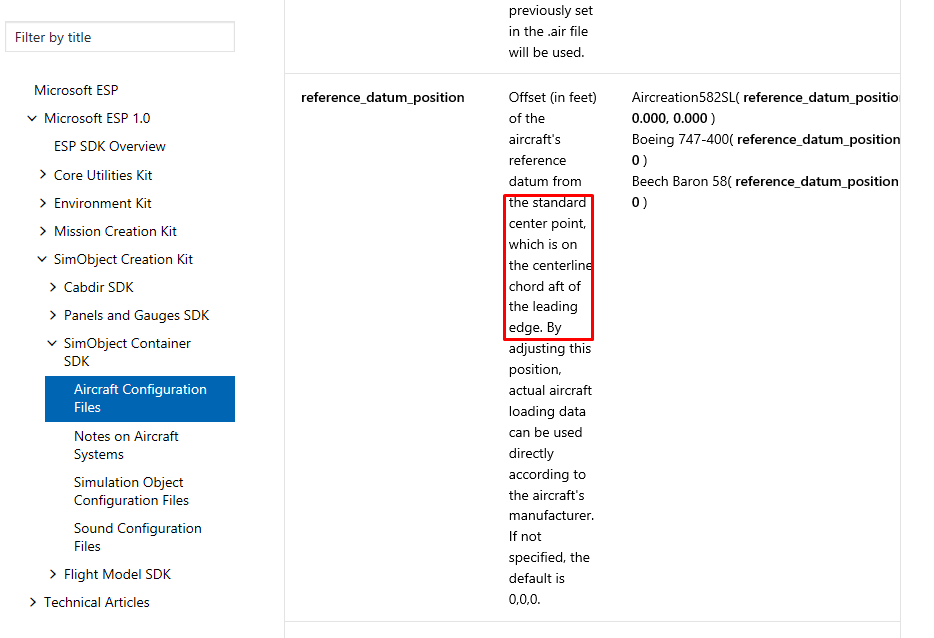 Filter by title
Microsoft ESP
Microsoft ESP 1.0
ESP SDK Overview
Core Utilities Kit
Environment Kit
Mission Creation Kit
SimObject Creation Kit
Cabdir SDK
Panels and Gauges SDK
SimObject Container
SDK
Aircraft Configuration
Files
Notes on Aircraft
Systems
Simulation Object
Configuration Files
Sound Configuration
Files
Flight Model SDK
Technical Articles
previously set
in the .air file
will be used.
reference_datum_position
Offset (in feet)
of the
aircraft's
reference
datum from
the standard
center point,
which is on
the centerline
chord aft of
the leading
edge. By
adjusting this
position,
actual aircraft
loading data
can be used
directly
according to
the aircraft's
manufacturer.
If not
specified, the
default is
0,0,0.
Aircreation582SL( reference_datum_positio
0.000, 0.000 )
Boeing 747-400( reference_datum_position
0 )
Beech Baron 58( reference_datum_position
0 )